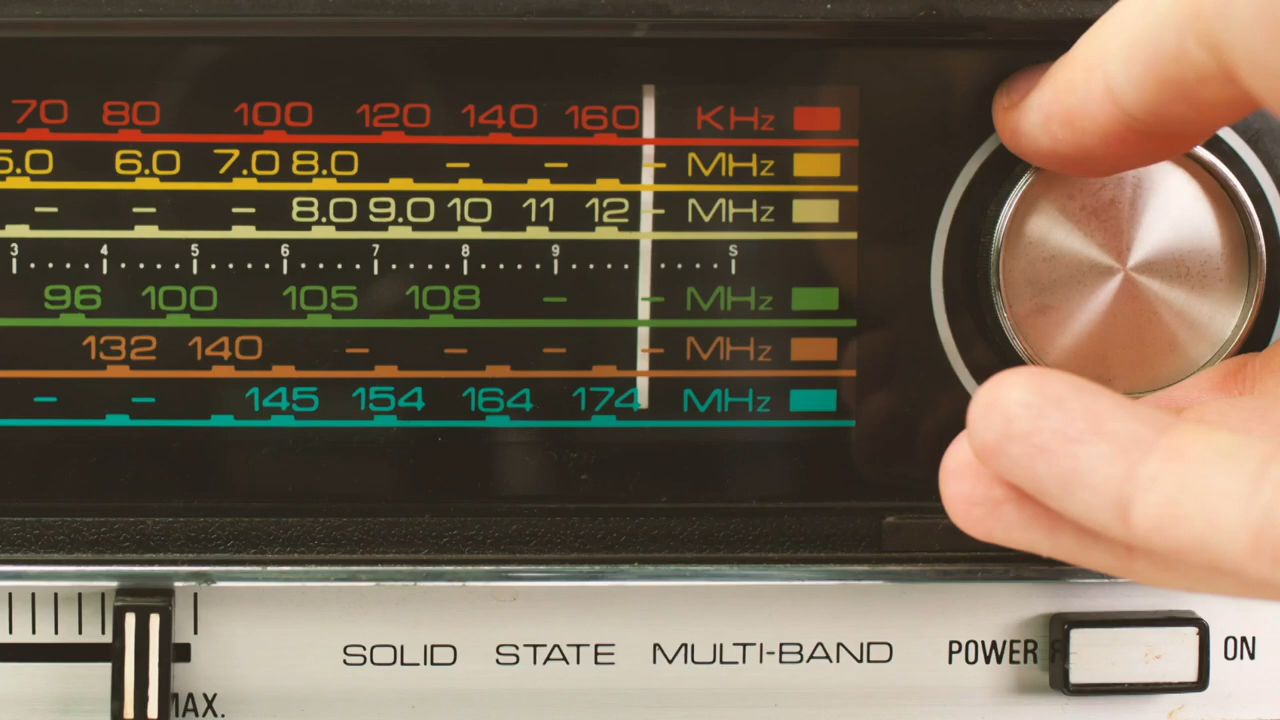 70 80 100 120 140 160 KHz
5.0 6.0 7.0 8.0 – – – MHz
– – – 8.0 9.0 10 11 12 – MHz
3 4 5 6 7 8 9 S
96 100 105 108 – – MHz
132 140 – – – – MHz
– – 145 154 164 174 MHz
SOLID STATE MULTI-BAND POWER ON
MAX.